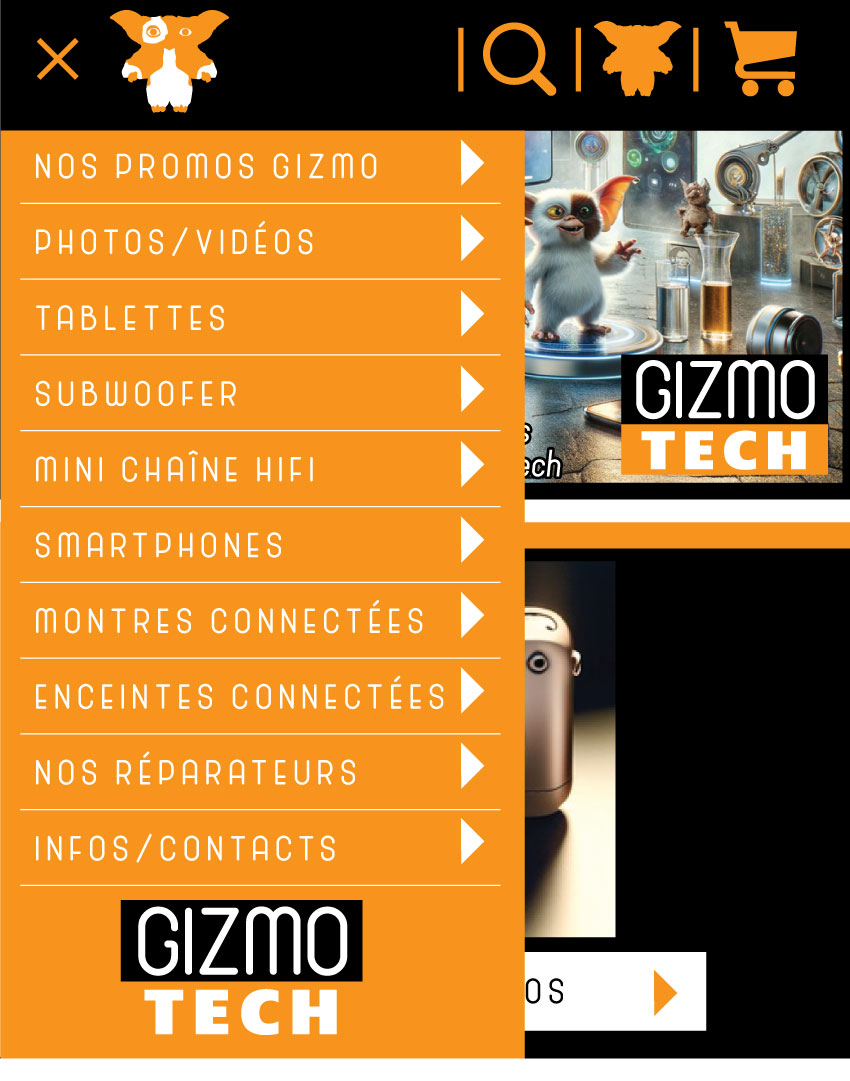 NOS PROMOS GIZMO
PHOTOS/VIDÉOS
TABLETTES
SUBWOOFER
MINI CHAÎNE HIFI
SMARTPHONES
MONTRES CONNECTÉES
ENCEINTES CONNECTÉES
NOS RÉPARATEURS
INFOS/CONTACTS
GIZMO
TECH
s
ech
GIZMO
TECH
OS